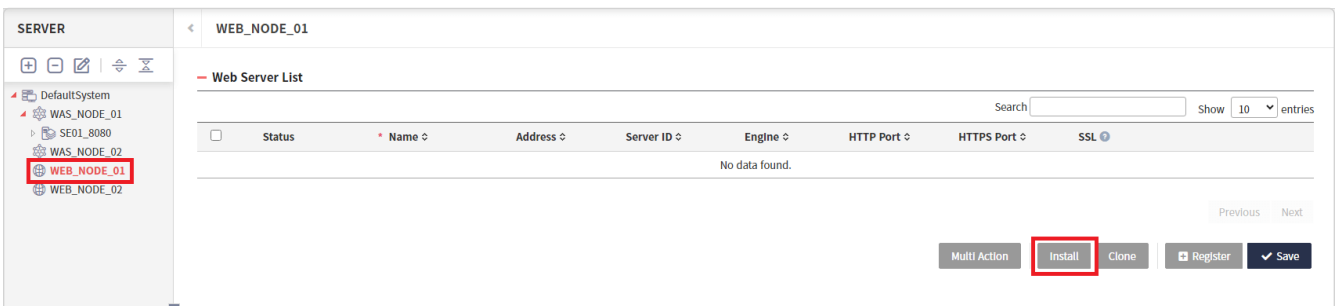 SERVER
WEB_NODE_01
DefaultSystem
WAS_NODE_01
SE01_8080
WAS_NODE_02
WEB_NODE_01
WEB_NODE_02
Web Server List
Search Show 10 entries
Status * Name Address Server ID Engine HTTP Port HTTPS Port SSL
No data found.
Previous Next
Multi Action Install Clone Register Save